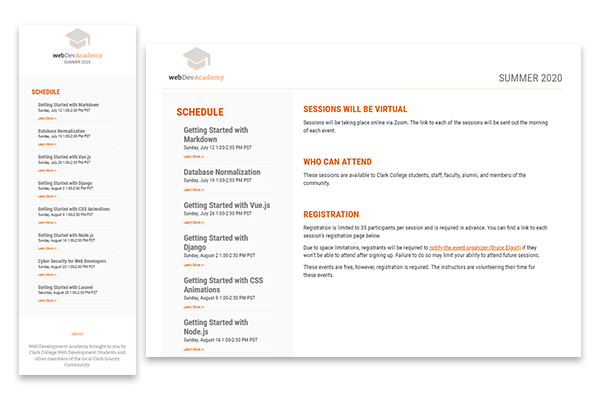 webDevAcademy
SUMMER 2020
SCHEDULE
Getting Started with Markdown
Sunday, July 12 1:00-2:30 PM PST
Learn More >>
Database Normalization
Sunday, July 19 1:00-2:30 PM PST
Learn More >>
Getting Started with Vue.js
Sunday, July 26 1:00-2:30 PM PST
Learn More >>
Getting Started with Django
Sunday, August 2 1:00-2:30 PM PST
Learn More >>
Getting Started with CSS Animations
Sunday, August 9 1:00-2:30 PM PST
Learn More >>
Getting Started with Node.js
Sunday, August 16 1:00-2:30 PM PST
Learn More >>
Cyber Security for Web Developers
Sunday, August 23 1:00-2:30 PM PST
Learn More >>
Getting Started with Laravel
Sunday, August 29 1:00-2:30 PM PST
Learn More >>
Web Development Academy brought to you by
Clark College Web Development Students and
other members of the local Clark County
Community.
webDevAcademy
SUMMER 2020
SCHEDULE
Getting Started with
Markdown
Sunday, July 12 1:00-2:30 PM PST
Learn More >>
Database Normalization
Sunday, July 19 1:00-2:30 PM PST
Learn More >>
Getting Started with Vue.js
Sunday, July 26 1:00-2:30 PM PST
Learn More >>
Getting Started with
Django
Sunday, August 2 1:00-2:30 PM PST
Learn More >>
Getting Started with CSS
Animations
Sunday, August 9 1:00-2:30 PM PST
Learn More >>
Getting Started with
Node.js
Sunday, August 16 1:00-2:30 PM PST
SESSIONS WILL BE VIRTUAL
Sessions will be taking place online via Zoom. The link to each of the sessions will be sent out the morning
of each event.
WHO CAN ATTEND
These sessions are available to Clark College students, staff, faculty, alumni, and members of the
community.
REGISTRATION
Registration is limited to 35 participants per session and is required in advance. You can find a link to each
session's registration page below.
Due to space limitations, registrants will be required to notify the event organizer (Bruce Elgort) if they
won't be able to attend after signing up. Failure to do so may limit your ability to attend future sessions.
These events are free, however, registration is required. The instructors are volunteering their time for
these events.